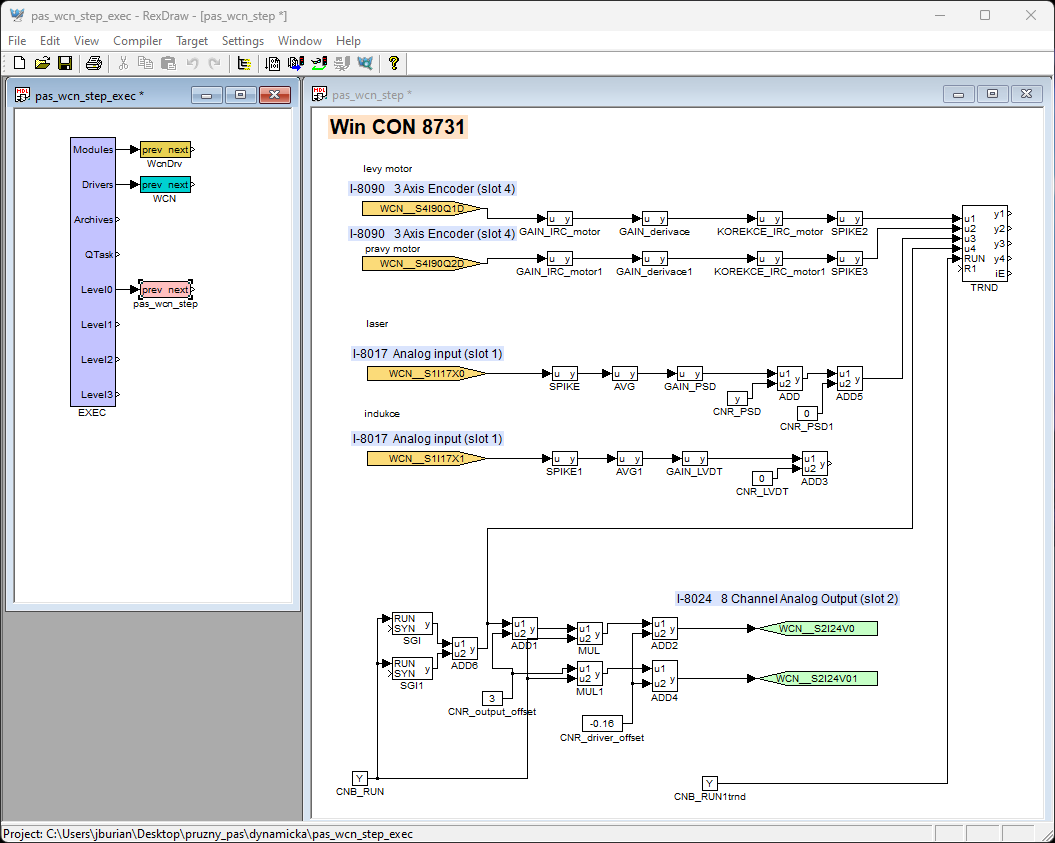 pas_wcn_step_exec - RexDraw - [pas_wcn_step *]
File Edit View Compiler Target Settings Window Help
pas_wcn_step_exec *
Modules
prev next
WcnDrv
Drivers
prev next
WCN
Archives
QTask
Level0
prev next
pas_wcn_step
Level1
Level2
Level3
EXEC
pas_wcn_step *
Win CON 8731
levy motor
I-8090 3 Axis Encoder (slot 4)
WCN__S4I90Q1D
u y
GAIN_IRC_motor
u y
GAIN_derivace
u y
KOREKCE_IRC_motor
u y
SPIKE2
I-8090 3 Axis Encoder (slot 4)
pravy motor
WCN__S4I90Q2D
u y
GAIN_IRC_motor1
u y
GAIN_derivace1
u y
KOREKCE_IRC_motor1
u y
SPIKE3
u1 y1
u2 y2
u3 y3
u4 y4
RUN
R1 iE
TRND
laser
I-8017 Analog input (slot 1)
WCN__S1I17X0
u y
SPIKE
u y
AVG
u y
GAIN_PSD
y
CNR_PSD
u1
u2 y
ADD
0
CNR_PSD1
u1
u2 y
ADD5
indukce
I-8017 Analog input (slot 1)
WCN__S1I17X1
u y
SPIKE1
u y
AVG1
u y
GAIN_LVDT
0
CNR_LVDT
u1
u2 y
ADD3
I-8024 8 Channel Analog Output (slot 2)
RUN
SYN y
SGI
RUN
SYN y
SGI1
u1
u2 y
ADD6
u1
u2 y
ADD1
u1
u2 y
MUL
u1
u2 y
ADD2
WCN__S2I24V0
u1
u2 y
MUL1
u1
u2 y
ADD4
WCN__S2I24V01
3
CNR_output_offset
-0.16
CNR_driver_offset
Y
CNB_RUN
Y
CNB_RUN1trnd
Project: C:\Users\jburian\Desktop\pruzny_pas\dynamicka\pas_wcn_step_exec